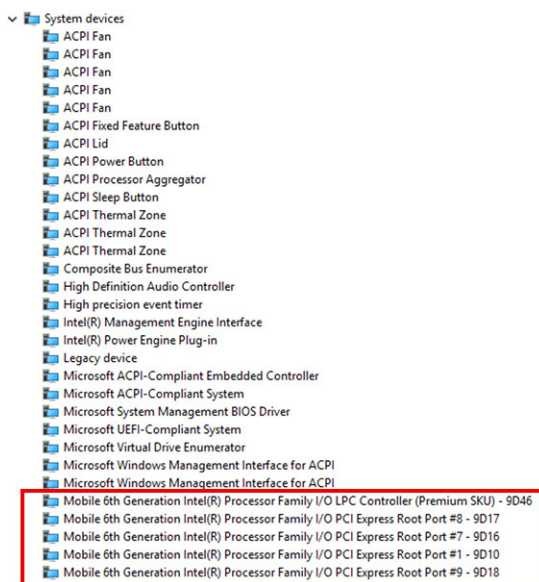 System devices
ACPI Fan
ACPI Fan
ACPI Fan
ACPI Fan
ACPI Fan
ACPI Fixed Feature Button
ACPI Lid
ACPI Power Button
ACPI Processor Aggregator
ACPI Sleep Button
ACPI Thermal Zone
ACPI Thermal Zone
ACPI Thermal Zone
Composite Bus Enumerator
High Definition Audio Controller
High precision event timer
Intel(R) Management Engine Interface
Intel(R) Power Engine Plug-in
Legacy device
Microsoft ACPI-Compliant Embedded Controller
Microsoft ACPI-Compliant System
Microsoft System Management BIOS Driver
Microsoft UEFI-Compliant System
Microsoft Virtual Drive Enumerator
Microsoft Windows Management Interface for ACPI
Microsoft Windows Management Interface for ACPI
Mobile 6th Generation Intel(R) Processor Family I/O LPC Controller (Premium SKU) - 9D46
Mobile 6th Generation Intel(R) Processor Family I/O PCI Express Root Port #8 - 9D17
Mobile 6th Generation Intel(R) Processor Family I/O PCI Express Root Port #7 - 9D16
Mobile 6th Generation Intel(R) Processor Family I/O PCI Express Root Port #1 - 9D10
Mobile 6th Generation Intel(R) Processor Family I/O PCI Express Root Port #9 - 9D18